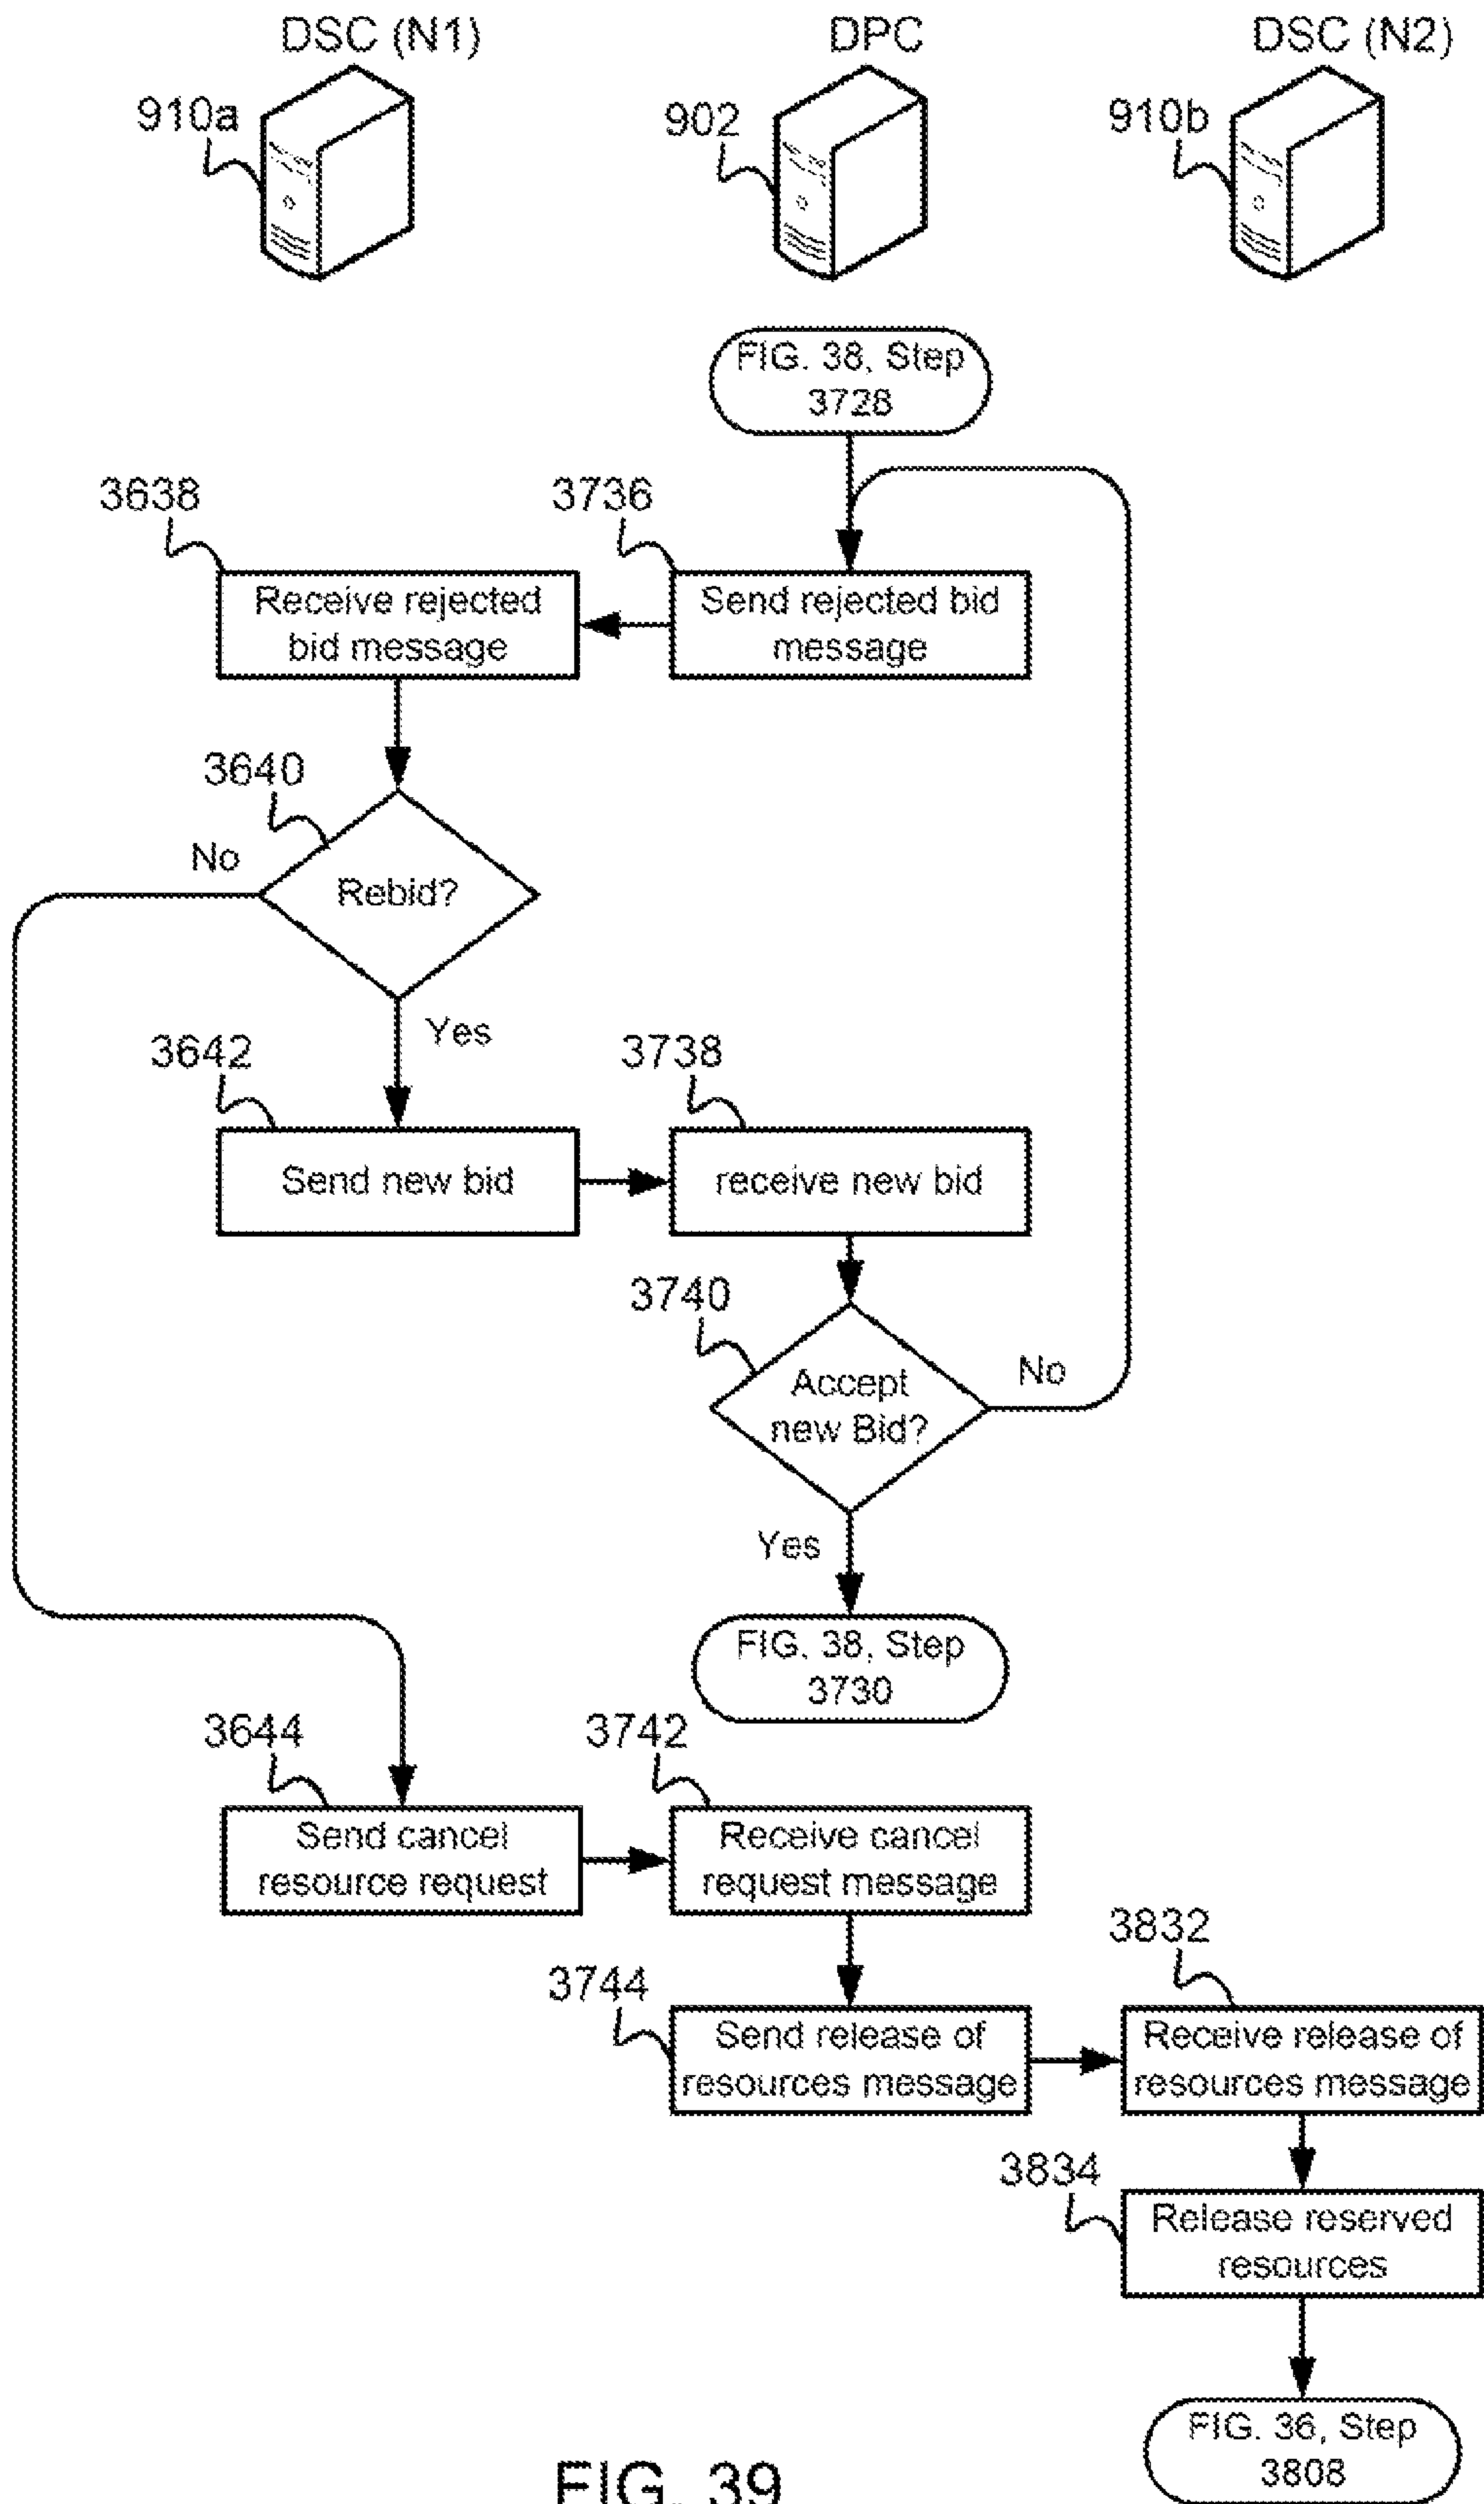 DSC (N1)
DPC
DSC (N2)
910a
902
910b
FIG. 38, Step
3728
3638
3736
Receive rejected
bid message
Send rejected bid
message
3640
No
Rebid?
Yes
3642
3738
Send new bid
receive new bid
3740
Accept
new Bid?
No
Yes
FIG. 38, Step
3730
3644
3742
Send cancel
resource request
Receive cancel
request message
3832
3744
Send release of
resources message
Receive release of
resources message
3834
Release reserved
resources
FIG. 36, Step
3808
FIG. 39